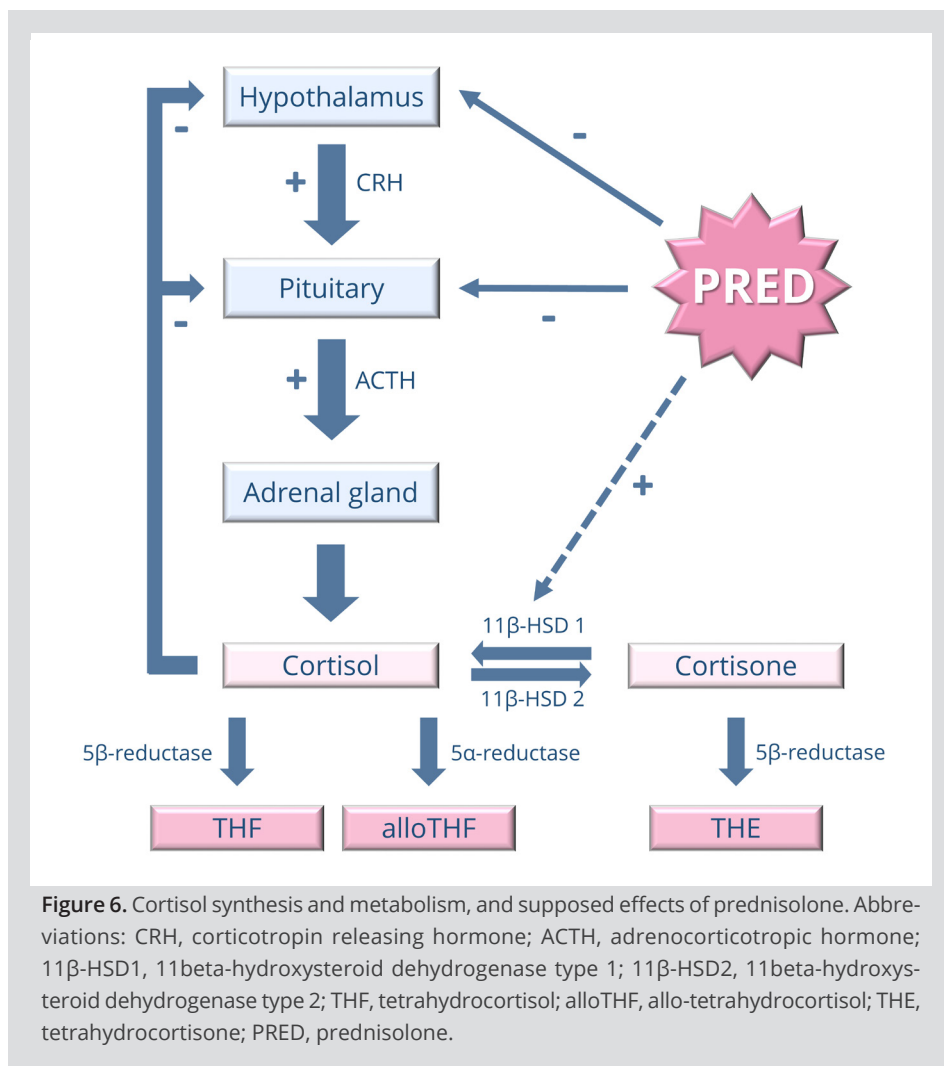 Hypothalamus
-
-
+
CRH
Pituitary
-
-
PRED
+
ACTH
Adrenal gland
+
11β-HSD 1
Cortisol
Cortisone
11β-HSD 2
5β-reductase
5α-reductase
5β-reductase
THF
alloTHF
THE
Figure 6. Cortisol synthesis and metabolism, and supposed effects of prednisolone. Abbre-
viations: CRH, corticotropin releasing hormone; ACTH, adrenocorticotropic hormone;
11β-HSD1, 11beta-hydroxysteroid dehydrogenase type 1; 11β-HSD2, 11beta-hydroxys-
teroid dehydrogenase type 2; THF, tetrahydrocortisol; alloTHF, allo-tetrahydrocortisol; THE,
tetrahydrocortisone; PRED, prednisolone.